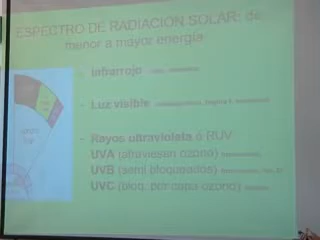 ESPECTRO DE RADIACIÓN SOLAR: de
menor a mayor energía
- Infrarrojo
- Luz visible
- Rayos ultravioleta o RUV
UVA (atraviesan ozono)
UVB (semi bloqueados)
UVC (bloq. por capa ozono)